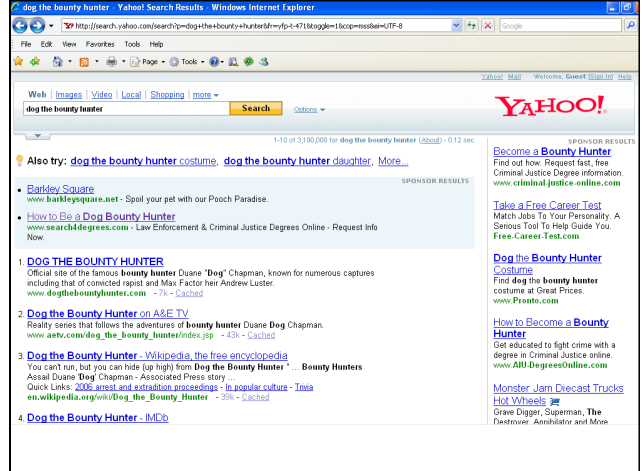 dog the bounty hunter - Yahoo! Search Results - Windows Internet Explorer
http://search.yahoo.com/search?p=dog+the+bounty+hunter&fr=yfp-t-471&toggle=1&cop=mss&ei=UTF-8
Google
File Edit View Favorites Tools Help
Page Tools
Yahoo! Mail Welcome, Guest [Sign In] Help
Web | Images | Video | Local | Shopping | more
dog the bounty hunter Search Options
YAHOO!
1-10 of 3,190,000 for dog the bounty hunter (About) - 0.12 sec
Also try: dog the bounty hunter costume, dog the bounty hunter daughter, More...
SPONSOR RESULTS
Barkley Square
www.barkleysquare.net - Spoil your pet with our Pooch Paradise.
How to Be a Dog Bounty Hunter
www.search4degrees.com - Law Enforcement & Criminal Justice Degrees Online - Request Info
Now.
1. DOG THE BOUNTY HUNTER
Official site of the famous bounty hunter Duane "Dog" Chapman, known for numerous captures
including that of convicted rapist and Max Factor heir Andrew Luster.
www.dogthebountyhunter.com - 7k - Cached
2. Dog the Bounty Hunter on A&E TV
Reality series that follows the adventures of bounty hunter Duane Dog Chapman.
www.aetv.com/dog_the_bounty_hunter/index.jsp - 43k - Cached
3. Dog the Bounty Hunter - Wikipedia, the free encyclopedia
You can't run, but you can hide (up high) from Dog the Bounty Hunter " ... Bounty Hunters
Assail Duane 'Dog' Chapman - Associated Press story ...
Quick Links: 2006 arrest and extradition proceedings - In popular culture - Trivia
en.wikipedia.org/wiki/Dog_the_Bounty_Hunter - 39k - Cached
4. Dog the Bounty Hunter - IMDb
SPONSOR RESULTS
Become a Bounty
Hunter
Find out how. Request fast, free
Criminal Justice Degree information.
www.criminal-justice-online.com
Take a Free Career Test
Match Jobs To Your Personality. A
Serious Tool To Help Guide You.
Free-Career-Test.com
Dog the Bounty Hunter
Costume
Find dog the bounty hunter
costume at Great Prices.
www.Pronto.com
How to Become a Bounty
Hunter
Get educated to fight crime with a
degree in Criminal Justice online.
www.AIU-DegreesOnline.com
Monster Jam Diecast Trucks
Hot Wheels
Grave Digger, Superman, The
Destroyer, Annibilator and More